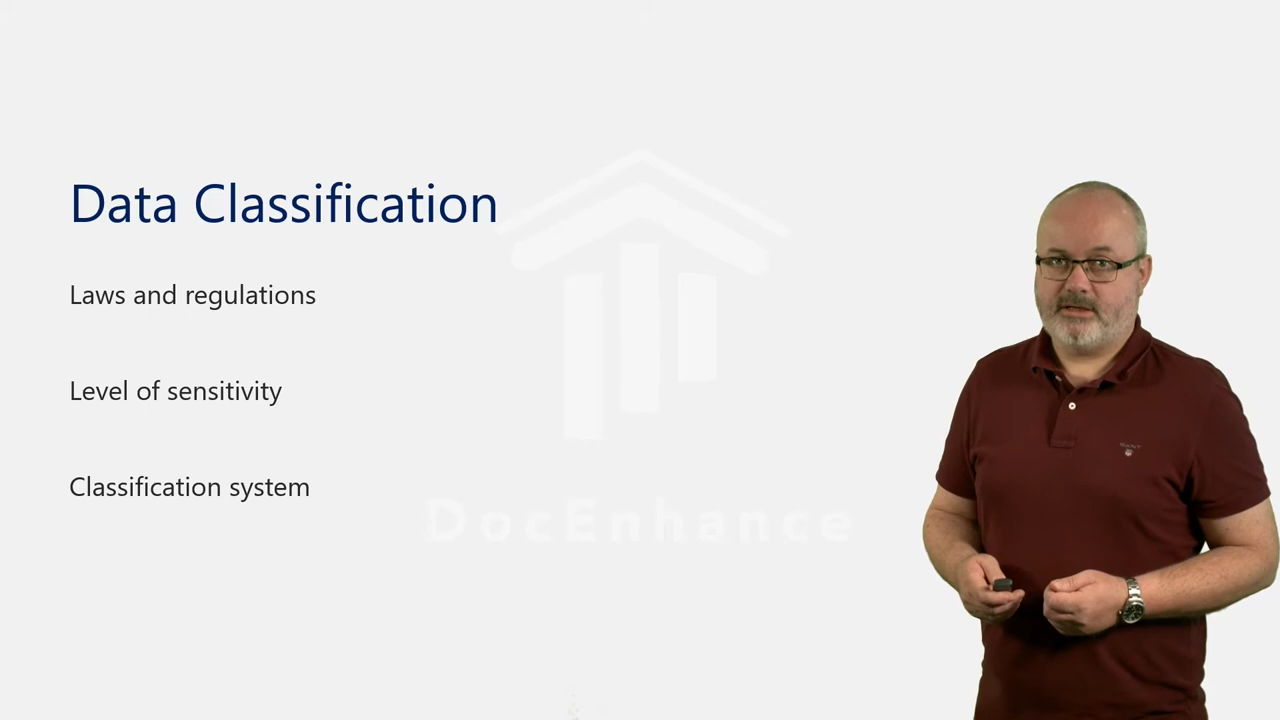 Data Classification
Laws and regulations
Level of sensitivity
Classification system
DocEnhance